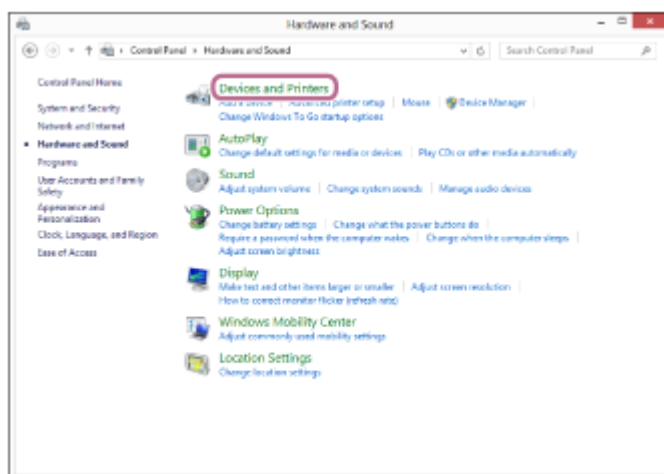 Hardware and Sound
Control Panel › Hardware and Sound
Search Control Panel
Control Panel Home
System and Security
Network and Internet
Hardware and Sound
Programs
User Accounts and Family
Safety
Appearance and
Personalization
Clock, Language, and Region
Ease of Access
Devices and Printers
Add a device | Advanced printer setup | Mouse | Device Manager
Change Windows To Go startup options
AutoPlay
Change default settings for media or devices | Play CDs or other media automatically
Sound
Adjust system volume | Change system sounds | Manage audio devices
Power Options
Change battery settings | Change what the power buttons do
Require a password when the computer wakes | Change when the computer sleeps
Adjust screen brightness
Display
Make text and other items larger or smaller | Adjust screen resolution
How to correct monitor flicker (refresh rate)
Windows Mobility Center
Adjust commonly used mobility settings
Location Settings
Change location settings